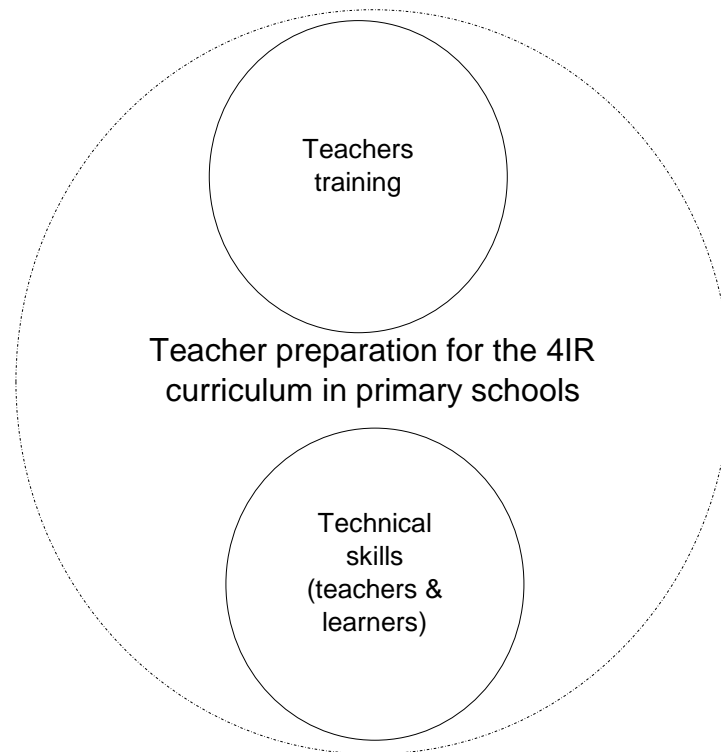 Teachers
training
Teacher preparation for the 4IR
curriculum in primary schools
Technical
skills
(teachers &
learners)